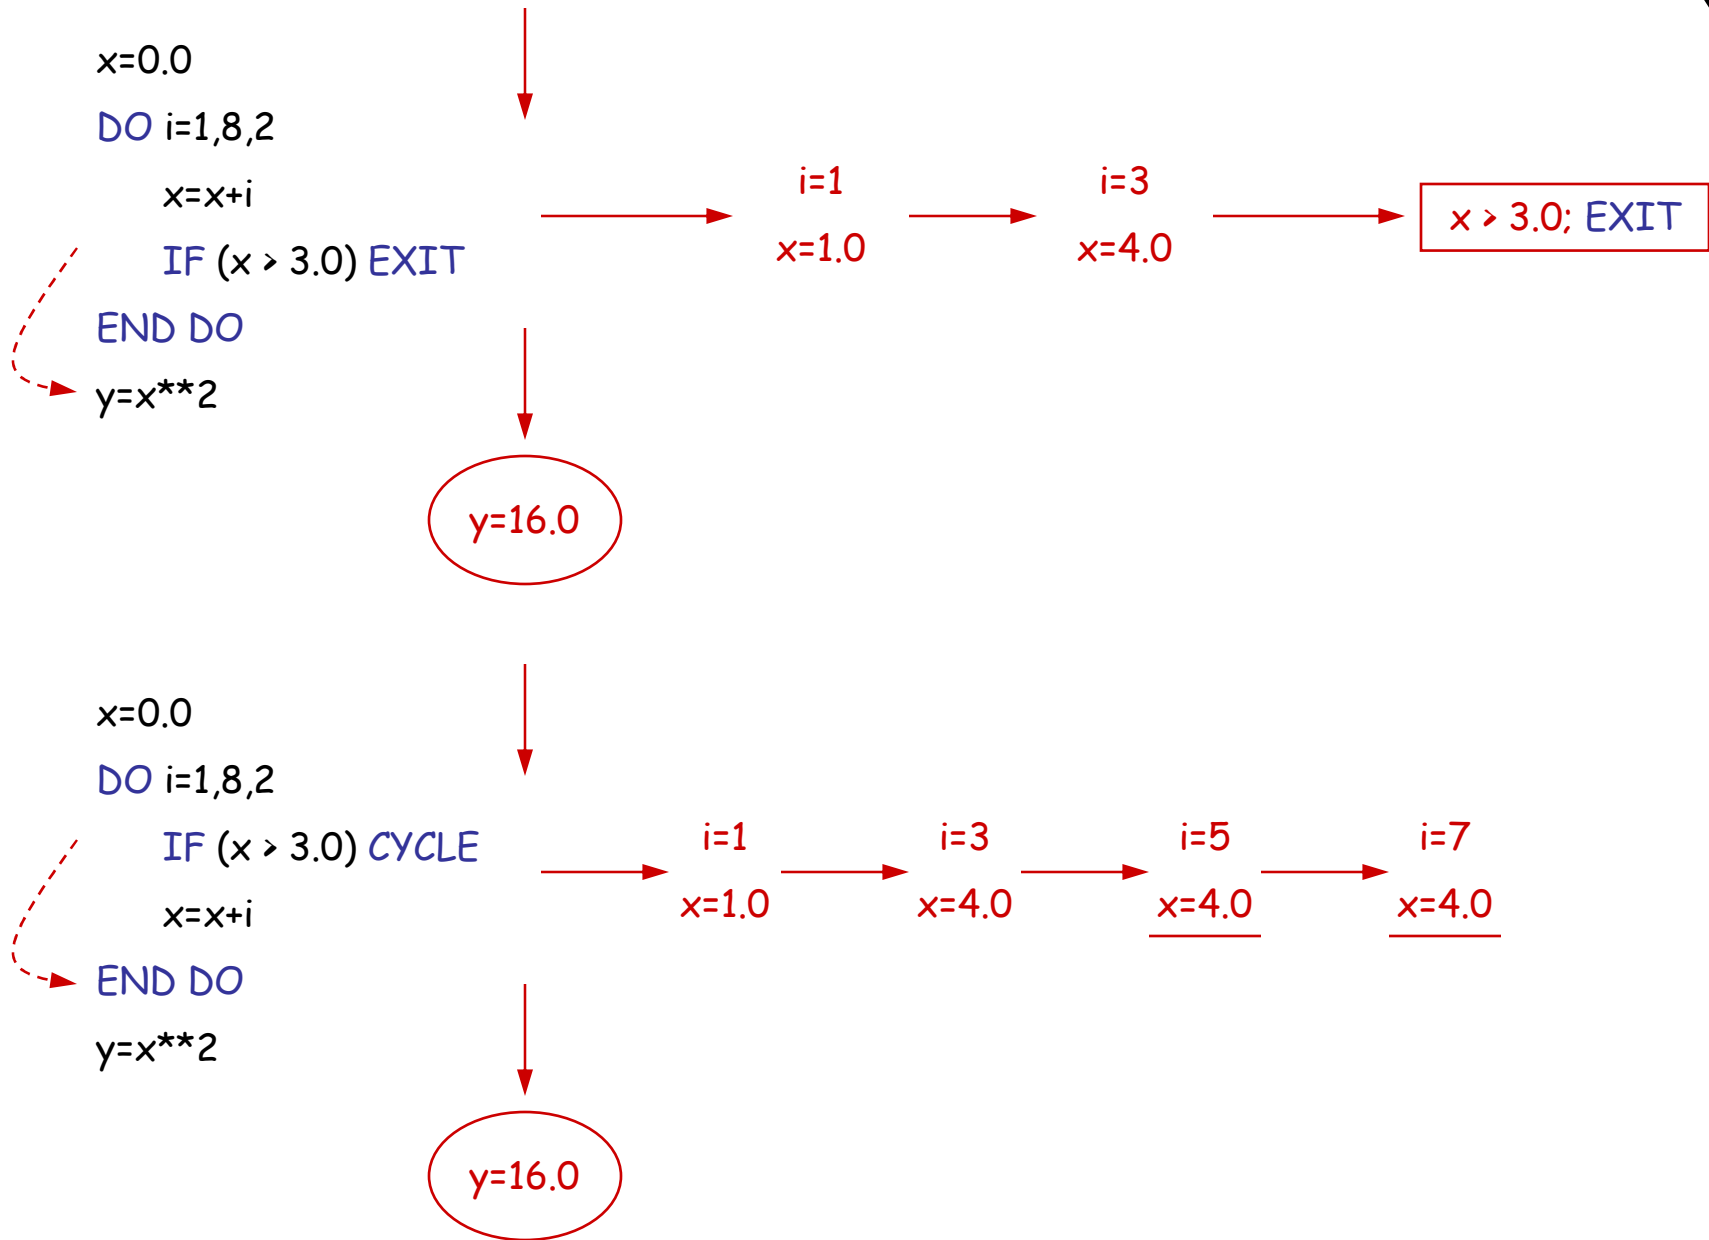 x=0.0
DO i=1,8,2
x=x+i
IF (x > 3.0) EXIT
END DO
y=x**2
i=1
x=1.0
i=3
x=4.0
x > 3.0; EXIT
y=16.0
x=0.0
DO i=1,8,2
IF (x > 3.0) CYCLE
x=x+i
END DO
y=x**2
i=1
x=1.0
i=3
x=4.0
i=5
x=4.0
i=7
x=4.0
y=16.0